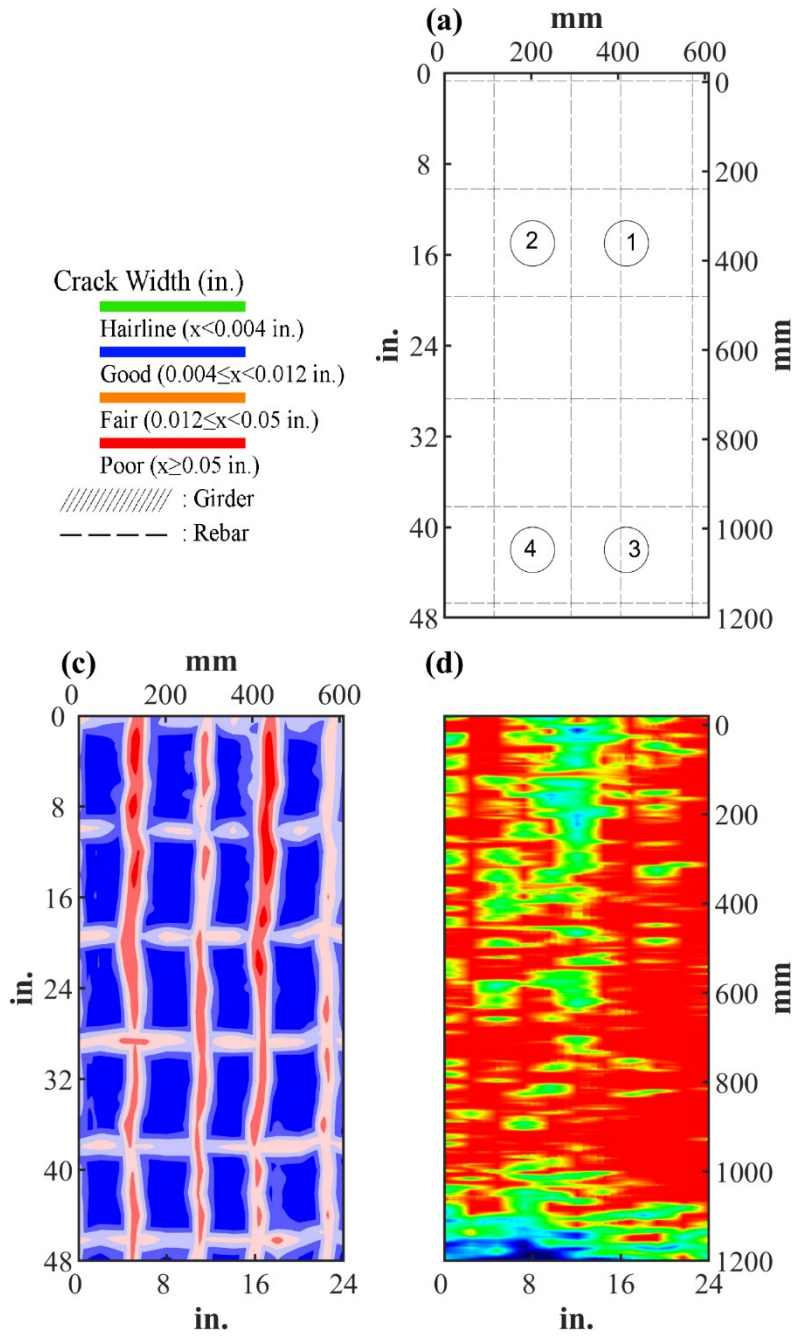 (a)
mm
0 200 400 600
0
8
16
24
32
40
48
in.
0
200
400
600
800
1000
1200
mm
2 1
4 3
Crack Width (in.)
Hairline (x<0.004 in.)
Good (0.004≤x<0.012 in.)
Fair (0.012≤x<0.05 in.)
Poor (x≥0.05 in.)
: Girder
: Rebar
(c)
mm
0 200 400 600
0
8
16
24
32
40
48
in.
0 8 16 24
in.
(d)
0
200
400
600
800
1000
1200
mm
0 8 16 24
in.